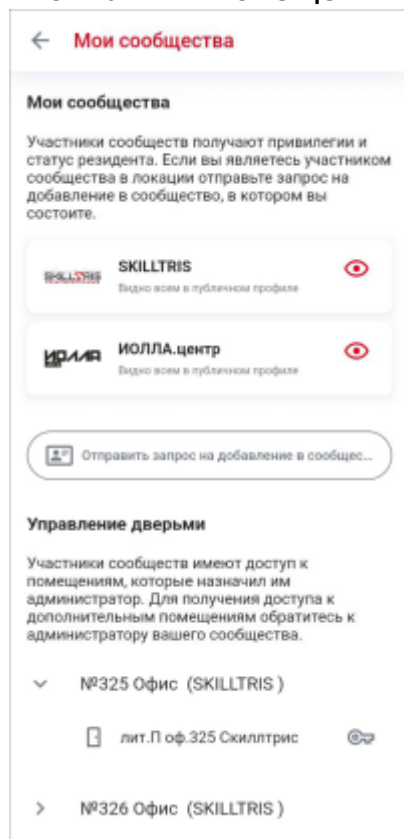 Мои сообщества
Мои сообщества
Участники сообществ получают привилегии и
статус резидента. Если вы являетесь участником
сообщества в локации отправьте запрос на
добавление в сообщество, в котором вы
состоите.
SKILLTRIS
SKILLTRIS
Видно всем в публичном профиле
ИОЛЛА
ИОЛЛА.центр
Видно всем в публичном профиле
Отправить запрос на добавление в сообщес...
Управление дверьми
Участники сообществ имеют доступ к
помещениям, которые назначил им
администратор. Для получения доступа к
дополнительным помещениям обратитесь к
администратору вашего сообщества.
№325 Офис (SKILLTRIS )
лит.П оф.325 Скиллтрис
№326 Офис (SKILLTRIS )